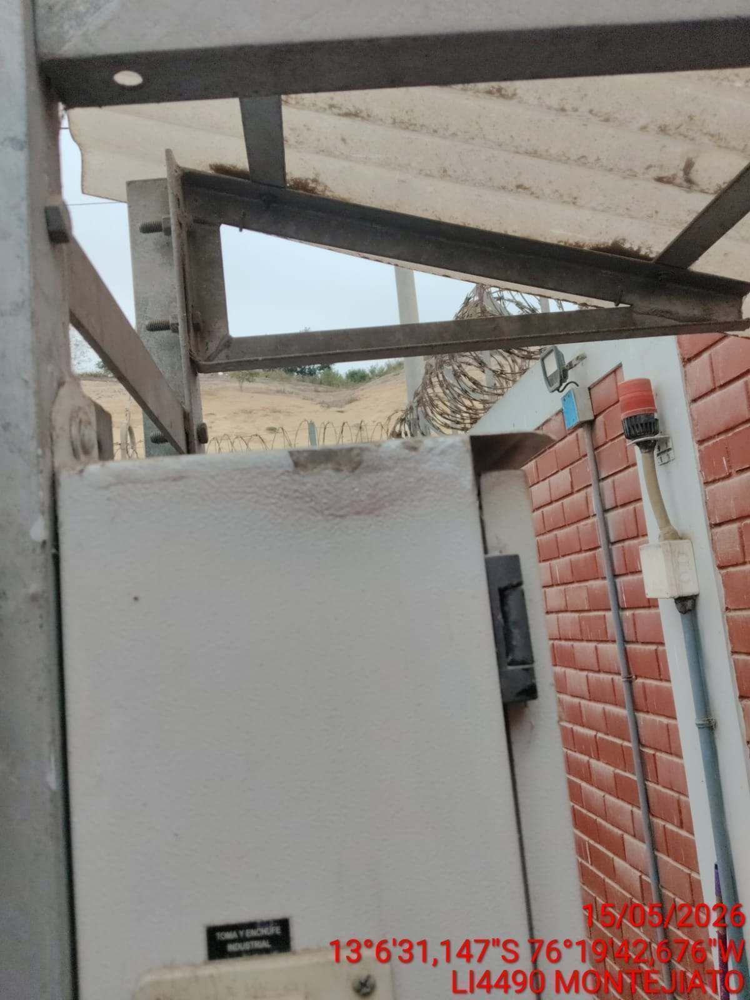 TOMA Y ENCHUFE
INDUSTRIAL
15/05/2026
13°6'31,147"S 76°19'42,676"W
LI4490 MONTEJIATO